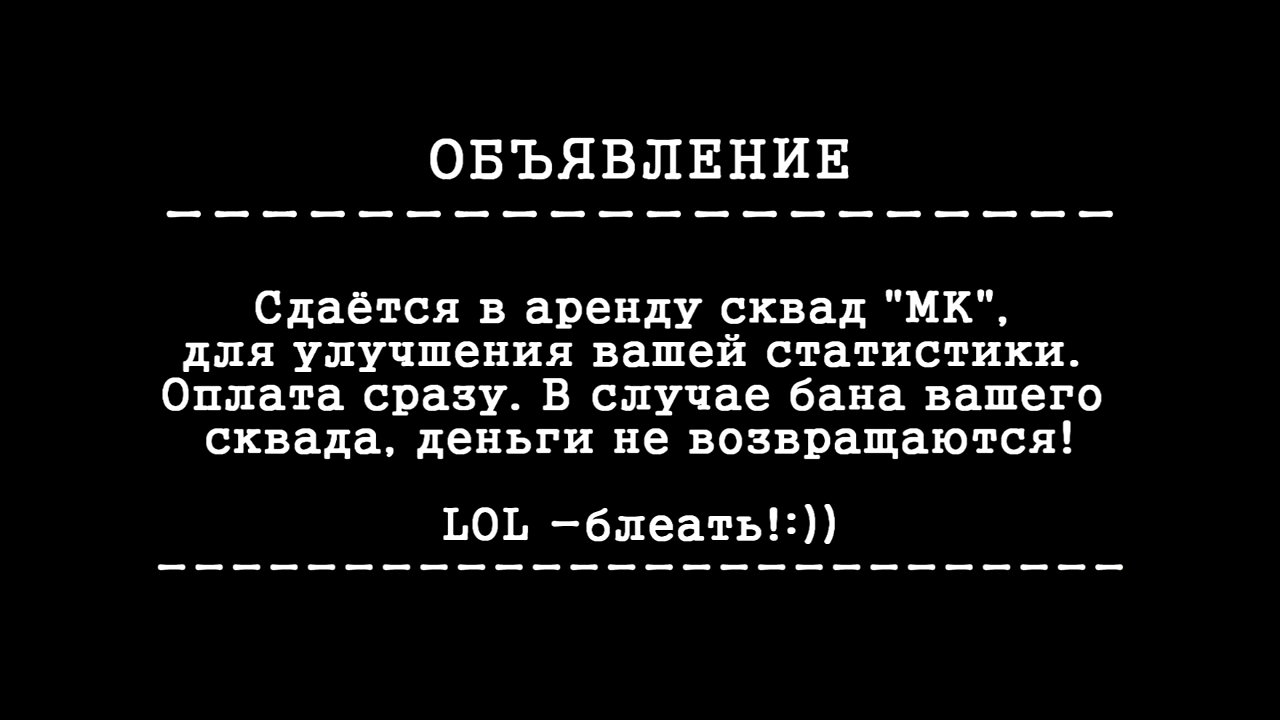 ОБЪЯВЛЕНИЕ
– – – – – – – – – – – – – – – – – – – –
Сдаётся в аренду сквад "МК",
для улучшения вашей статистики.
Оплата сразу. В случае бана вашего
сквада, деньги не возвращаются!
LOL –блеать!:))
– – – – – – – – – – – – – – – – – – – – – – – – – –